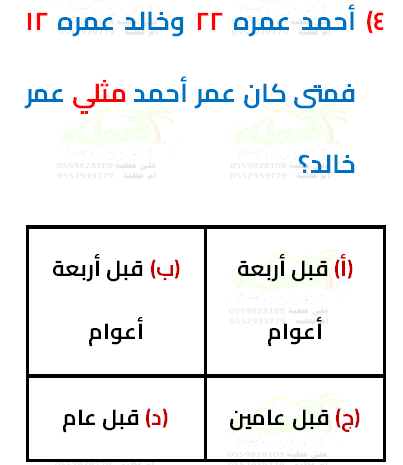 ٤) أحمد عمره ٢٢ وخالد عمره ١٢
فمتى كان عمر أحمد مثلي عمر
خالد؟
(أ) قبل أربعة
أعوام
(ب) قبل أربعة
أعوام
(ج) قبل عامين
(د) قبل عام
علي عطية 0559828108
أم عطية 0552939779